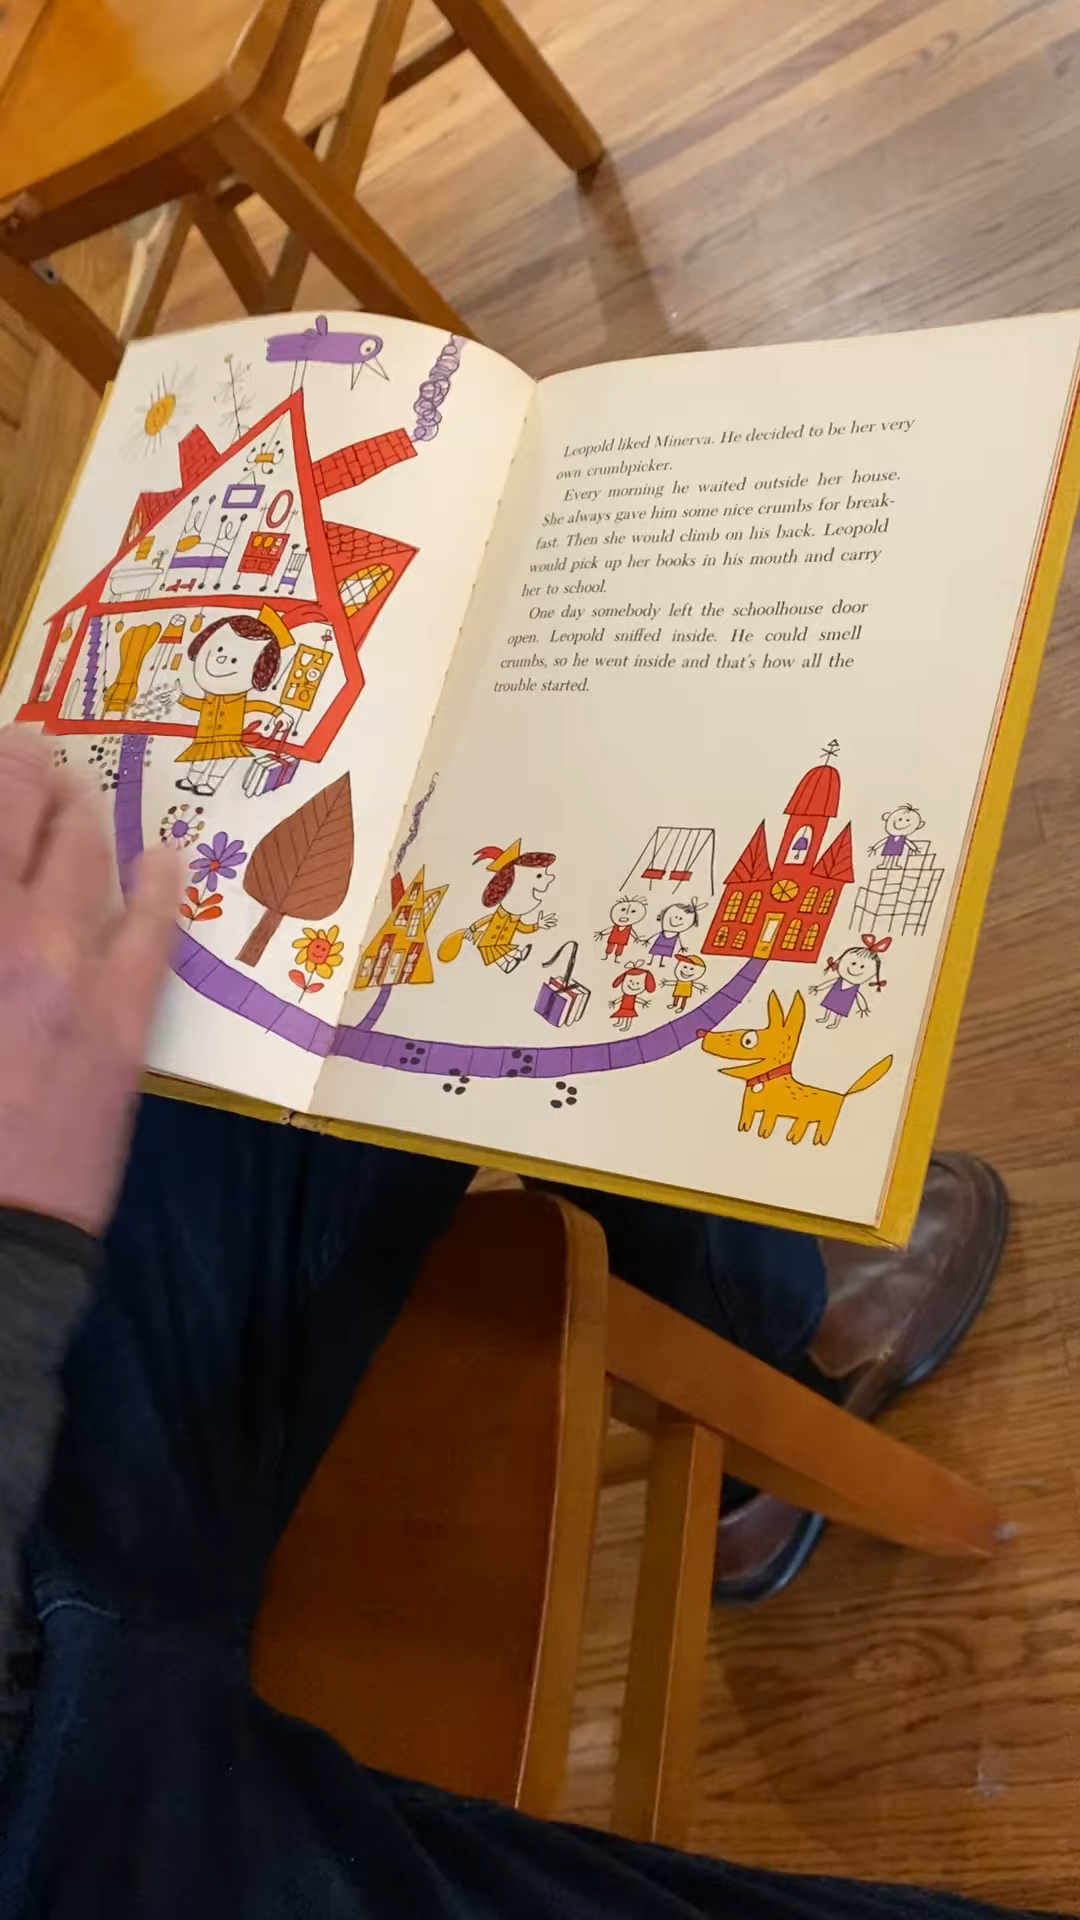 Leopold liked Minerva. He decided to be her very
own crumbpicker.
Every morning he waited outside her house.
She always gave him some nice crumbs for break-
fast. Then she would climb on his back. Leopold
would pick up her books in his mouth and carry
her to school.
One day somebody left the schoolhouse door
open. Leopold sniffed inside. He could smell
crumbs, so he went inside and that's how all the
trouble started.